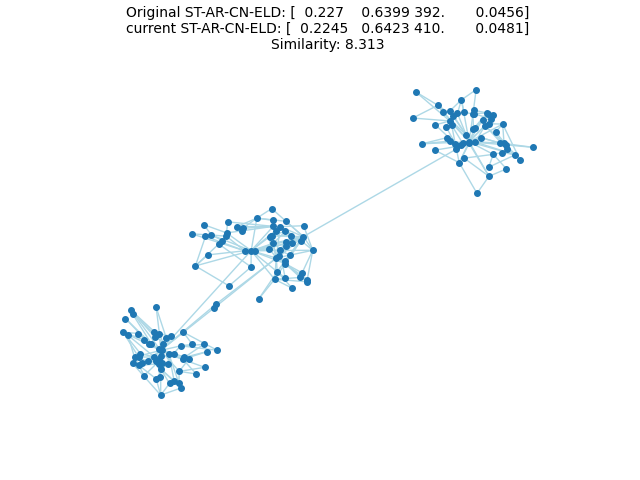 Original ST-AR-CN-ELD: [  0.227    0.6399 392.       0.0456]
current ST-AR-CN-ELD: [  0.2245   0.6423 410.       0.0481]
Similarity: 8.313